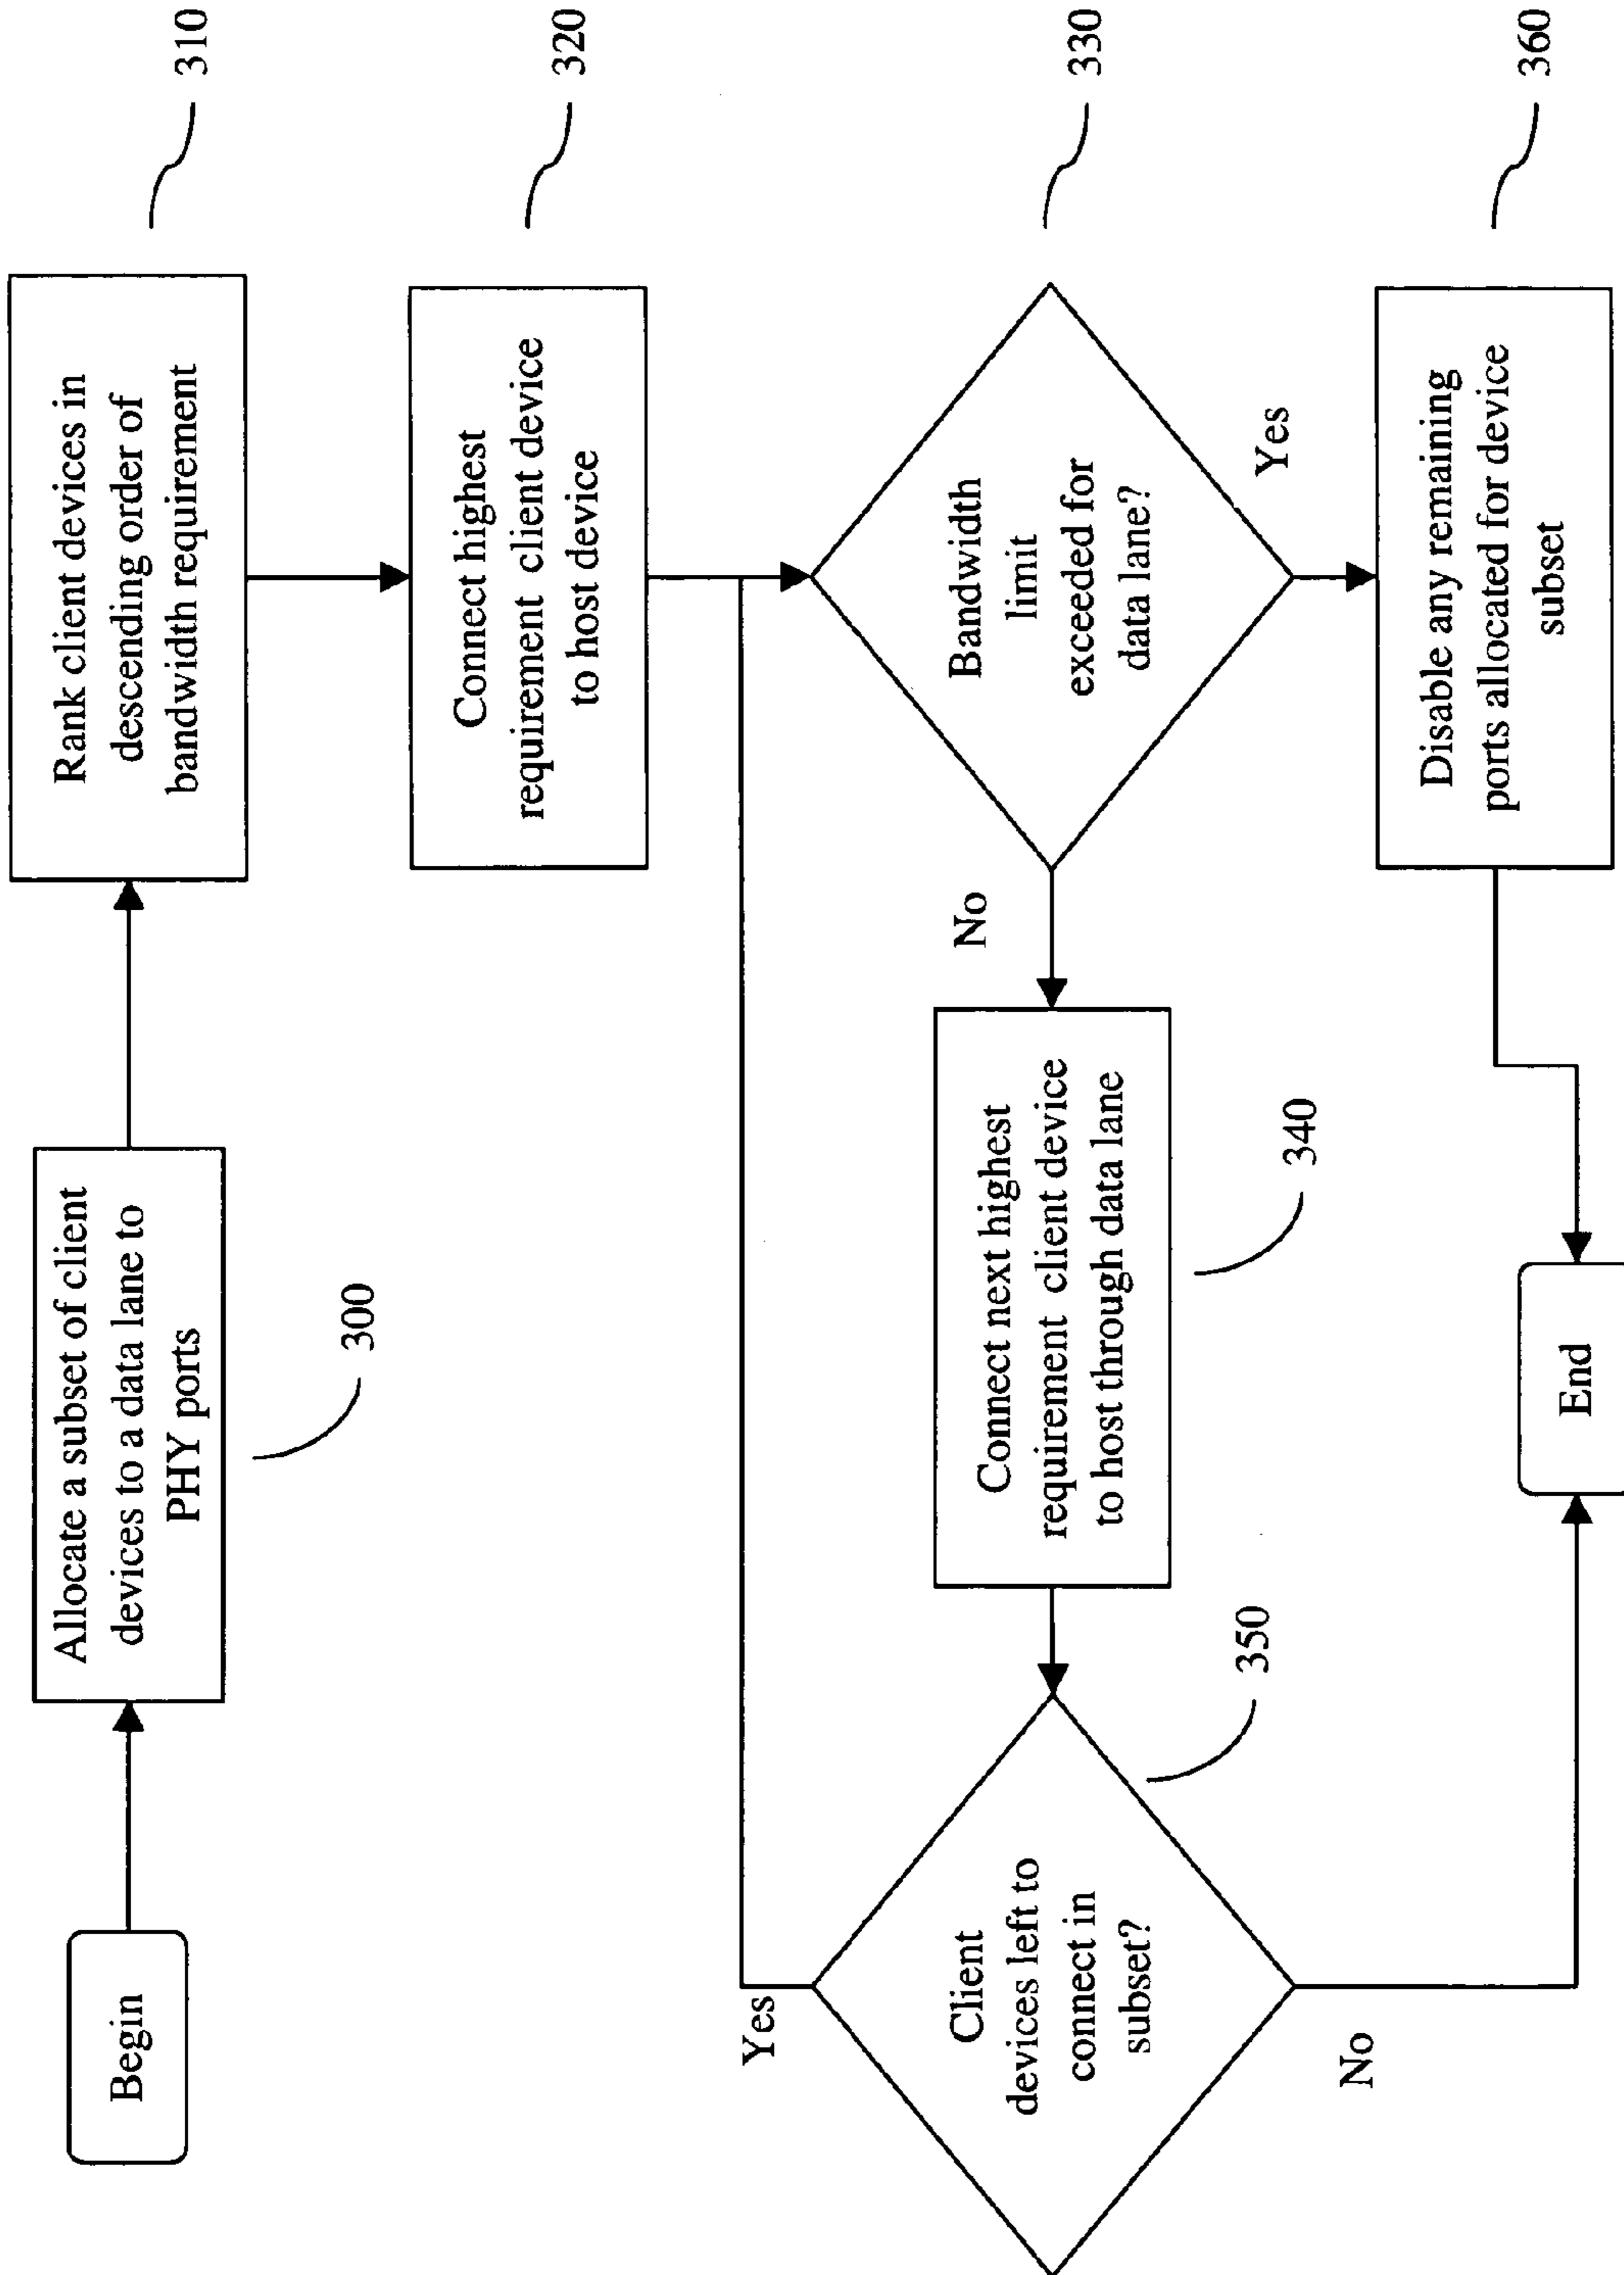 Begin
Allocate a subset of client
devices to a data lane to
PHY ports
300
Rank client devices in
descending order of
bandwidth requirement
310
Connect highest
requirement client device
to host device
320
Bandwidth
limit
exceeded for
data lane?
330
No
Yes
Connect next highest
requirement client device
to host through data lane
340
Client
devices left to
connect in
subset?
350
Yes
No
Disable any remaining
ports allocated for device
subset
360
End